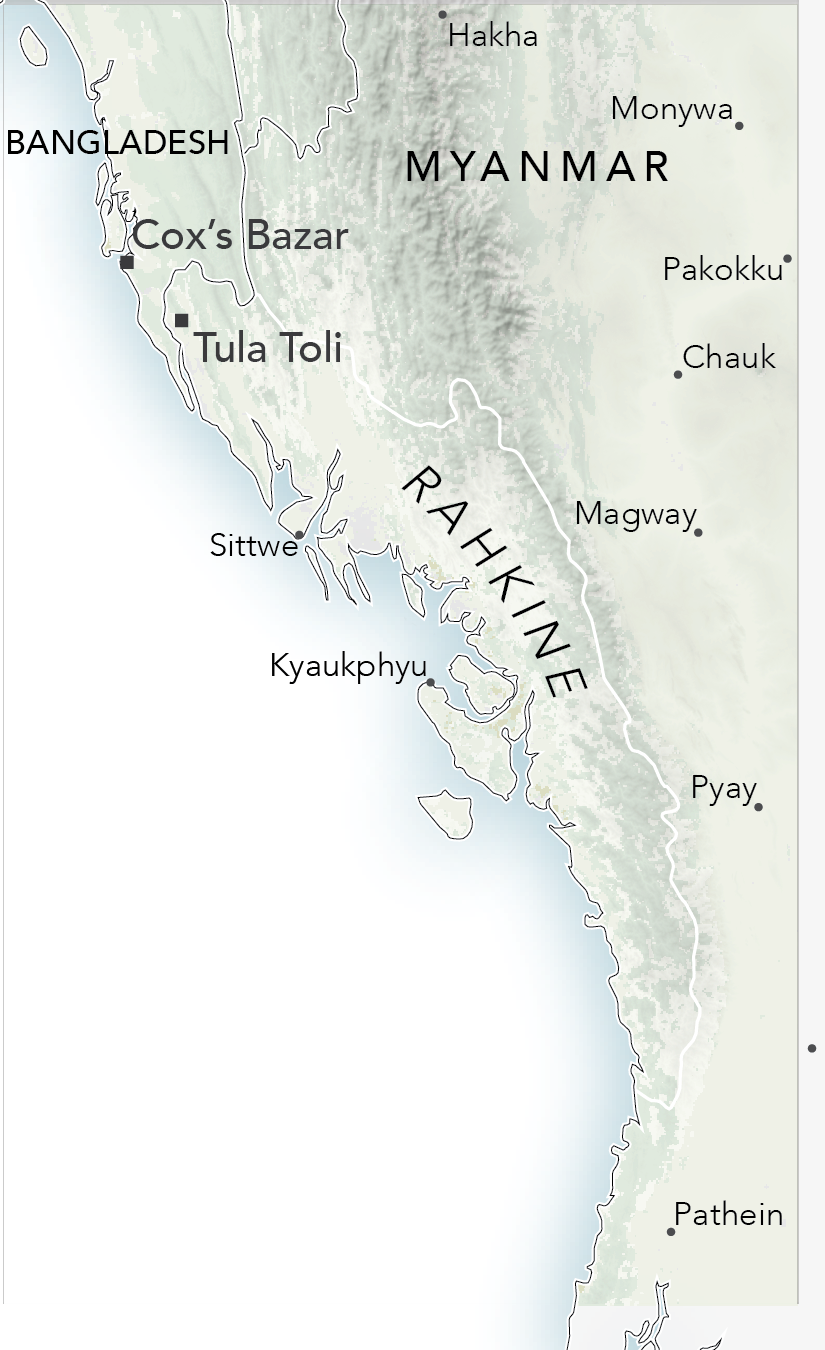 Hakha
Monywa
BANGLADESH
MYANMAR
Cox’s Bazar
Pakokku
Tula Toli
Chauk
RAHKINE
Magway
Sittwe
Kyaukphyu
Pyay
Pathein